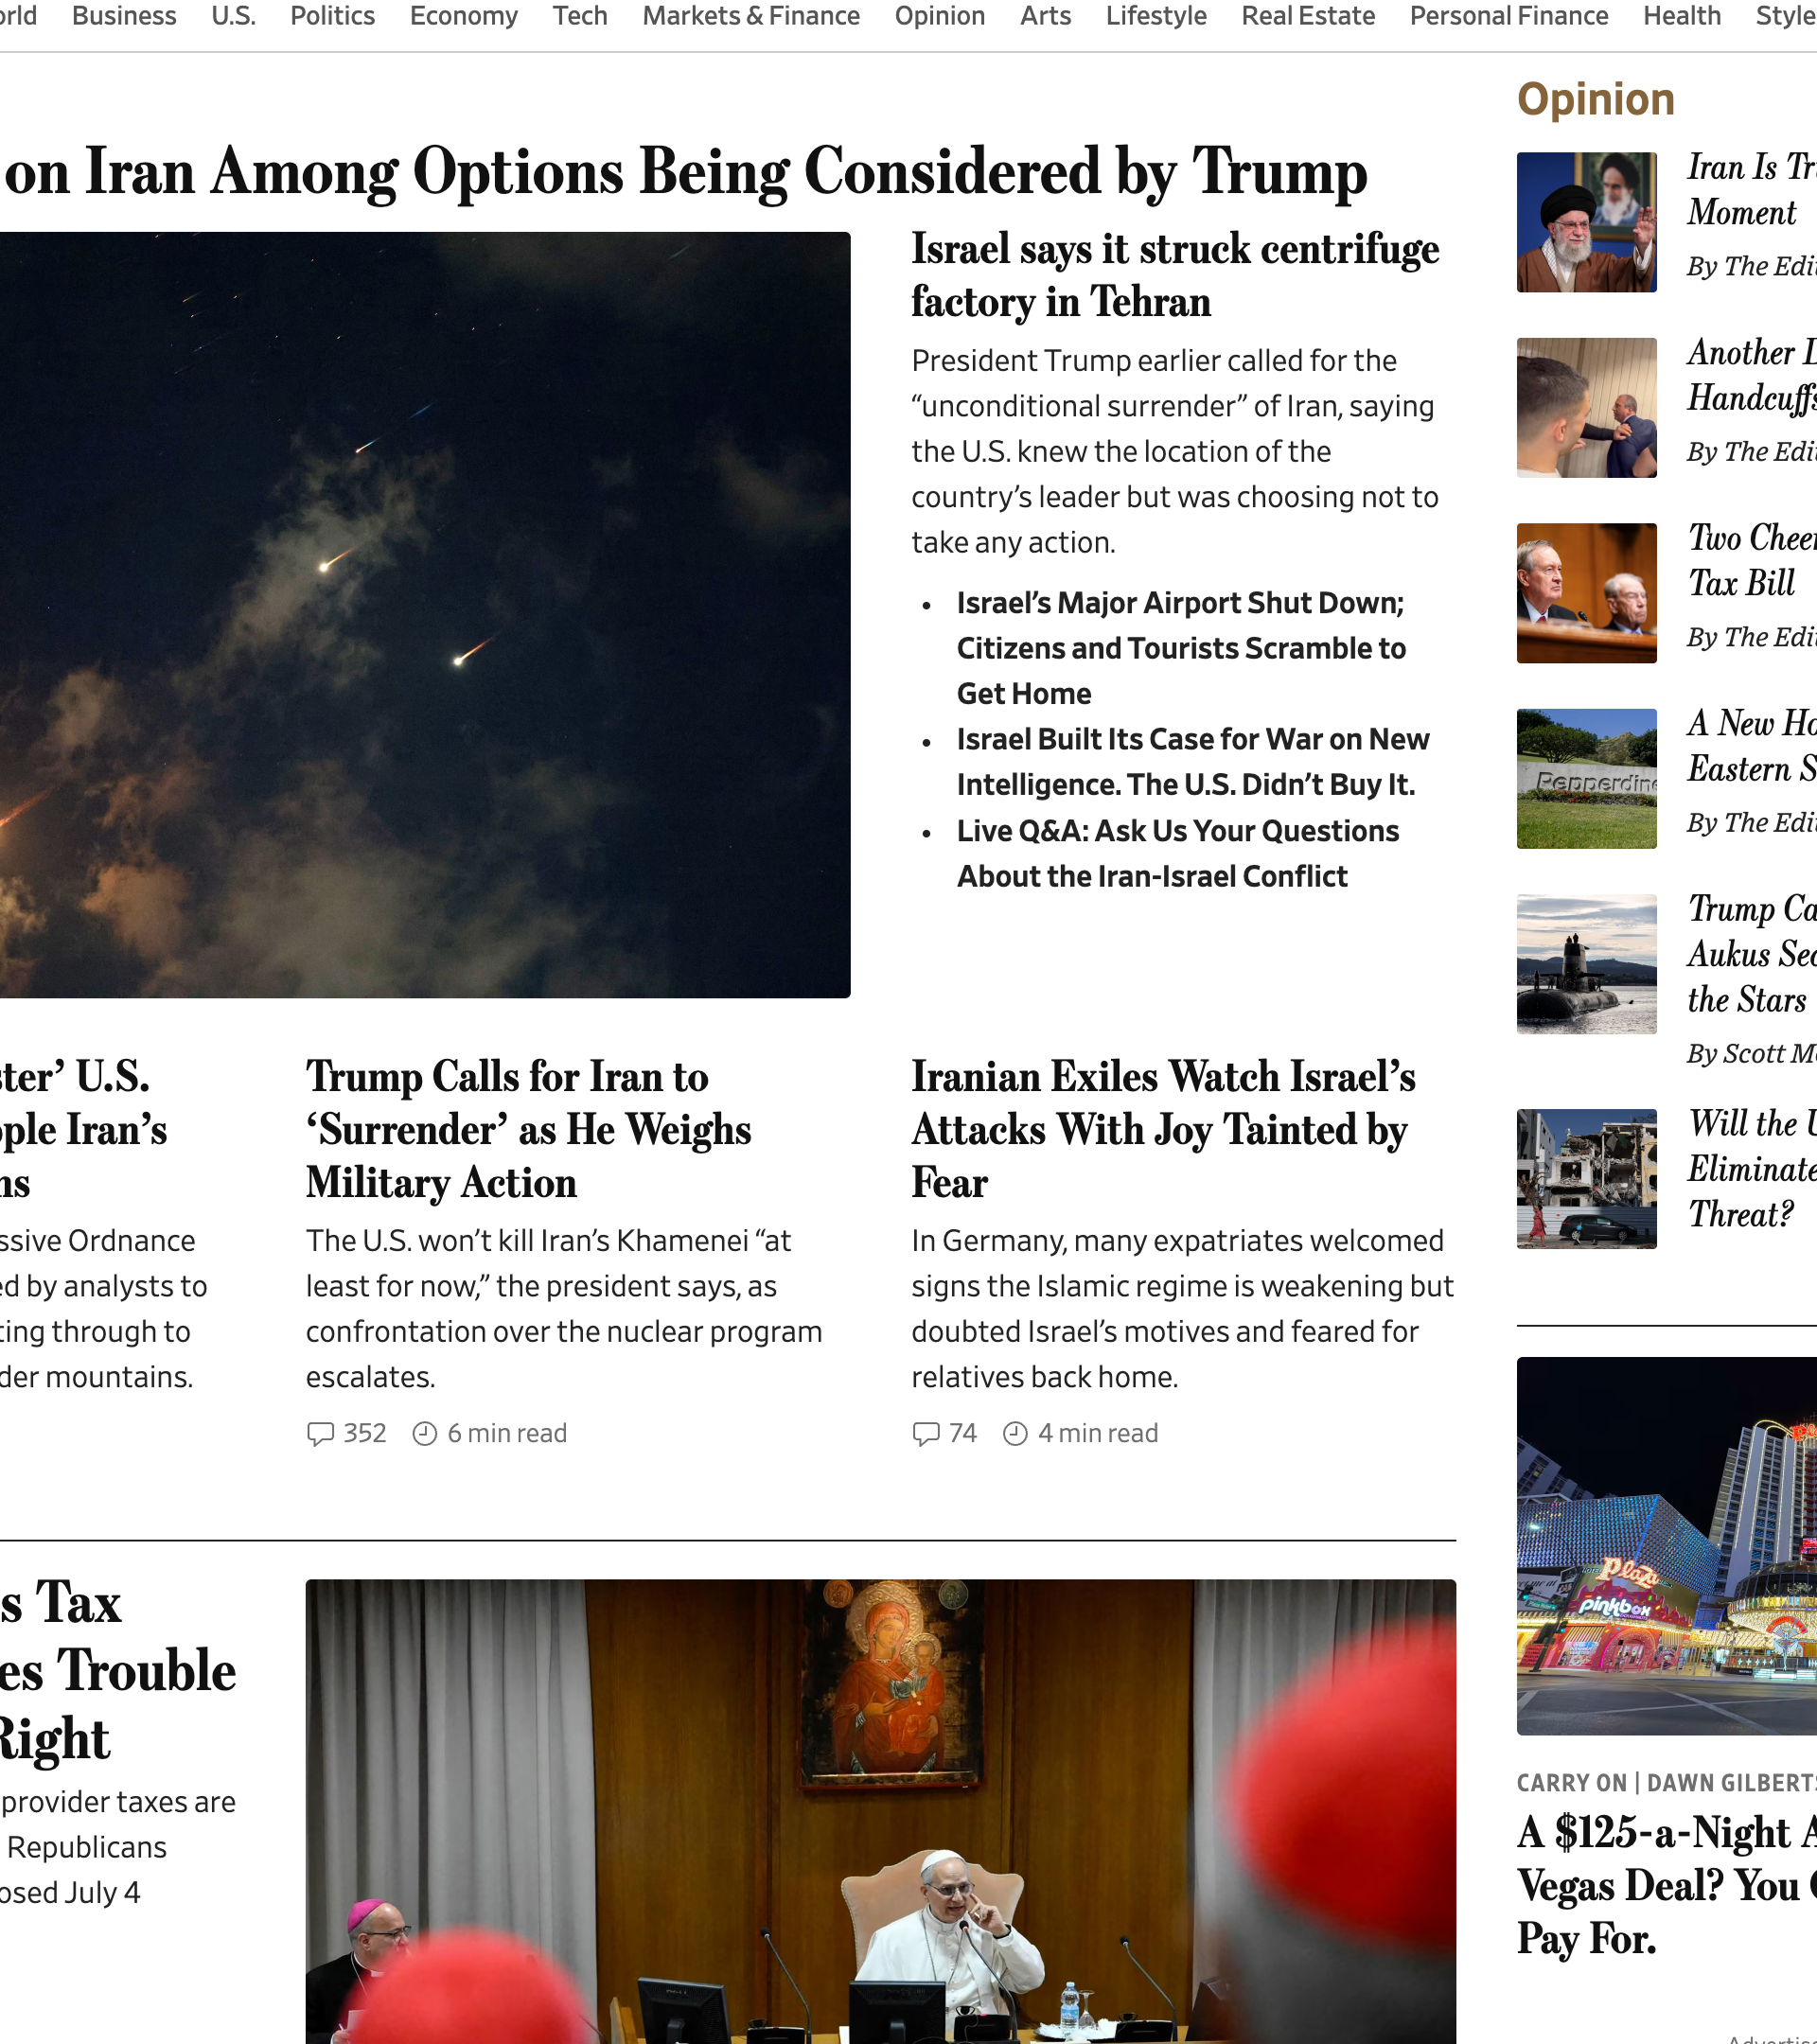 Business U.S. Politics Economy Tech Markets & Finance Opinion Arts Lifestyle Real Estate Personal Finance Health Style
on Iran Among Options Being Considered by Trump
Israel says it struck centrifuge
factory in Tehran
President Trump earlier called for the
“unconditional surrender” of Iran, saying
the U.S. knew the location of the
country’s leader but was choosing not to
take any action.
• Israel’s Major Airport Shut Down;
Citizens and Tourists Scramble to
Get Home
• Israel Built Its Case for War on New
Intelligence. The U.S. Didn’t Buy It.
• Live Q&A: Ask Us Your Questions
About the Iran-Israel Conflict
ster’ U.S.
ople Iran’s
ns
ssive Ordnance
ed by analysts to
ting through to
der mountains.
Trump Calls for Iran to
‘Surrender’ as He Weighs
Military Action
The U.S. won’t kill Iran’s Khamenei “at
least for now,” the president says, as
confrontation over the nuclear program
escalates.
352 6 min read
Iranian Exiles Watch Israel’s
Attacks With Joy Tainted by
Fear
In Germany, many expatriates welcomed
signs the Islamic regime is weakening but
doubted Israel’s motives and feared for
relatives back home.
74 4 min read
s Tax
es Trouble
Right
provider taxes are
Republicans
osed July 4
Opinion
Iran Is Tr
Moment
By The Edi
Another
Handcuffs
By The Edi
Two Cheer
Tax Bill
By The Edi
Pepperdine
A New Ho
Eastern S
By The Edi
Trump Ca
Aukus Sec
the Stars
By Scott M
Will the U
Eliminate
Threat?
Plaza
pinkbox
CARRY ON | DAWN GILBERTS
A $125-a-Night
Vegas Deal? You
Pay For.